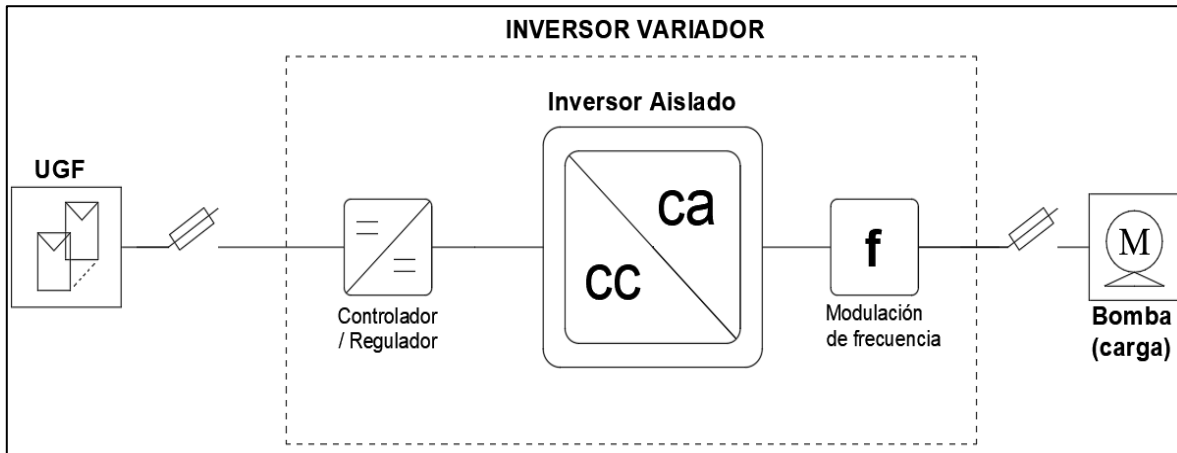 INVERSOR VARIADOR
Inversor Aislado
UGF
ca
cc
f
M
Controlador
/ Regulador
Modulación
de frecuencia
Bomba
(carga)